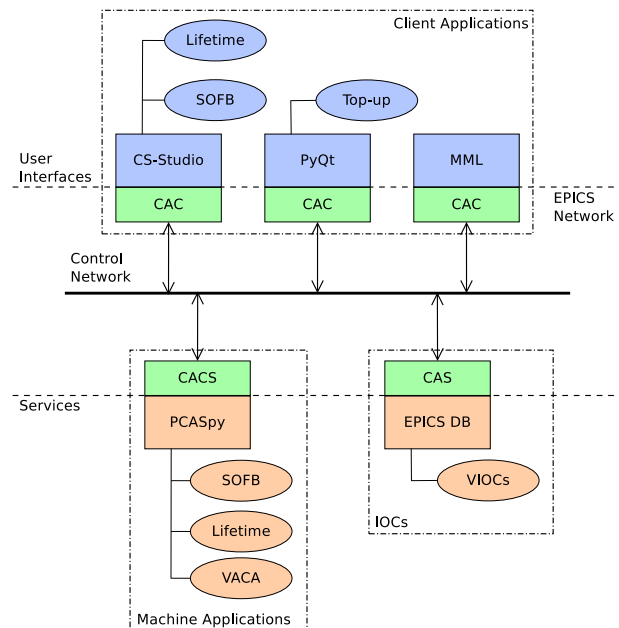 Lifetime
Client Applications
SOFB
Top-up
User
Interfaces
CS-Studio
PyQt
MML
CAC
CAC
CAC
EPICS
Network
Control
Network
CACS
CAS
Services
PCASpy
EPICS DB
SOFB
VIOCs
IOCs
Lifetime
VACA
Machine Applications